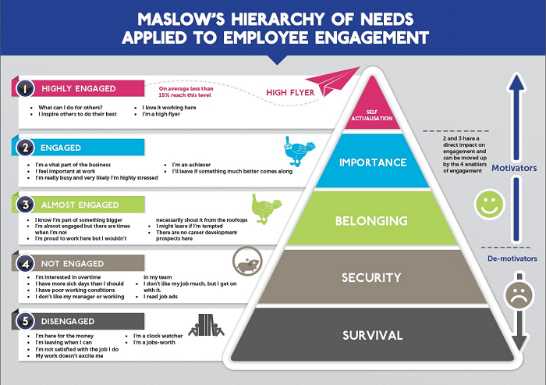 MASLOW'S HIERARCHY OF NEEDS
APPLIED TO EMPLOYEE ENGAGEMENT
1 HIGHLY ENGAGED
On average less than
15% reach this level
HIGH FLYER
• What can I do for others?
• I inspire others to do their best
• I love it working here
• I'm a high flyer
SELF
ACTUALISATION
2 ENGAGED
• I'm a vital part of the business
• I feel important at work
• I'm really busy and very likely I'm highly stressed
• I'm an achiever
• I'll leave if something much better comes along
IMPORTANCE
3 ALMOST ENGAGED
• I know I'm part of something bigger
• I'm almost engaged but there are times
when I'm not
• I'm proud to work here but I wouldn't
necessarily shout it from the rooftops
• I might leave if I'm tempted
• There are no career development
prospects here
BELONGING
4 NOT ENGAGED
• I'm interested in overtime
• I have more sick days than I should
• I have poor working conditions
• I don't like my manager or working
in my team
• I don't like my job much, but I get on
with it.
• I read job ads
SECURITY
5 DISENGAGED
• I'm here for the money
• I'm leaving when I can
• I'm not satisfied with the job I do
• My work doesn't excite me
• I'm a clock watcher
• I'm a jobs-worth
SURVIVAL
2 and 3 have a
direct impact on
engagement and
can be moved up
by the 4 enablers
of engagement
Motivators
De-motivators